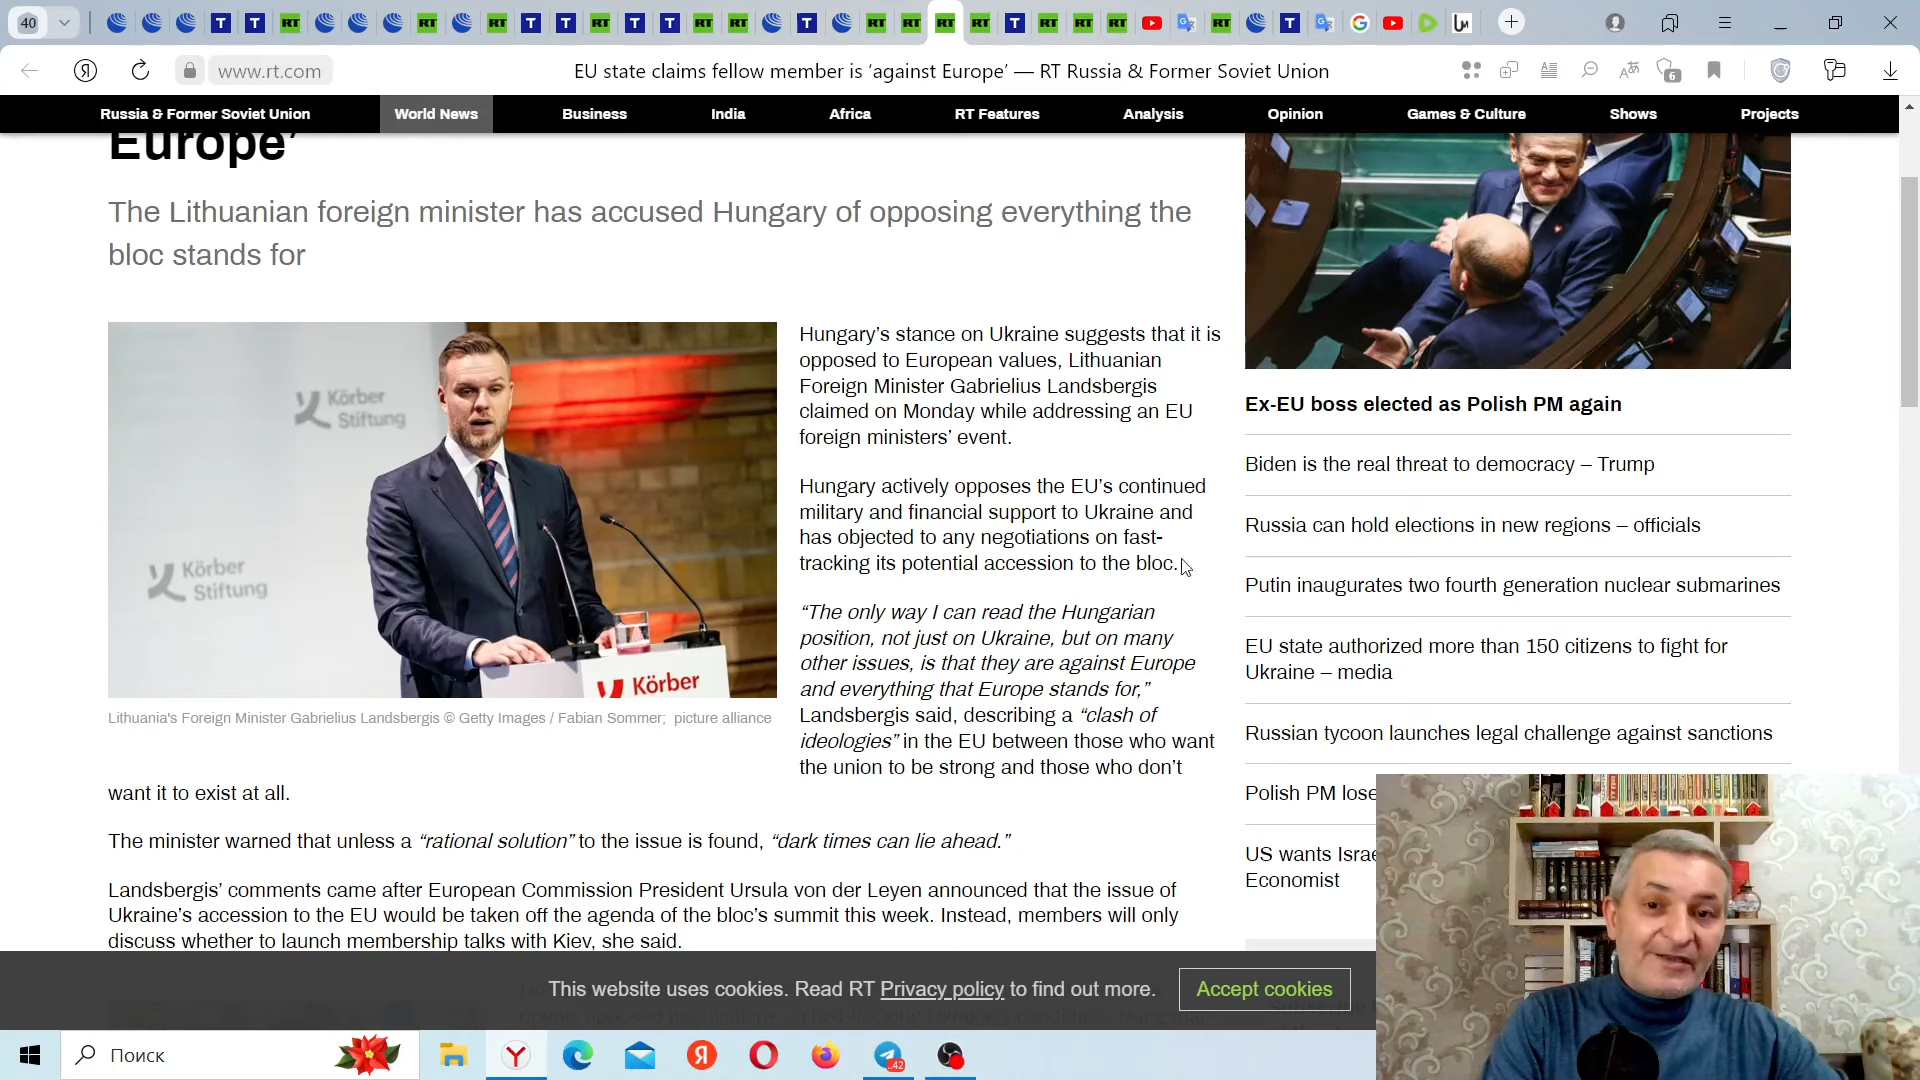 40
www.rt.com
EU state claims fellow member is ‘against Europe’ — RT Russia & Former Soviet Union
6
Russia & Former Soviet Union
World News
Business
India
Africa
RT Features
Analysis
Opinion
Games & Culture
Shows
Projects
Europe’
The Lithuanian foreign minister has accused Hungary of opposing everything the
bloc stands for
Körber
Stiftung
Körber
Stiftung
Körber
Lithuania's Foreign Minister Gabrielius Landsbergis © Getty Images / Fabian Sommer; picture alliance
Hungary’s stance on Ukraine suggests that it is
opposed to European values, Lithuanian
Foreign Minister Gabrielius Landsbergis
claimed on Monday while addressing an EU
foreign ministers’ event.
Hungary actively opposes the EU’s continued
military and financial support to Ukraine and
has objected to any negotiations on fast-
tracking its potential accession to the bloc.
“The only way I can read the Hungarian
position, not just on Ukraine, but on many
other issues, is that they are against Europe
and everything that Europe stands for,”
Landsbergis said, describing a “clash of
ideologies” in the EU between those who want
the union to be strong and those who don’t
want it to exist at all.
The minister warned that unless a “rational solution” to the issue is found, “dark times can lie ahead.”
Landsbergis’ comments came after European Commission President Ursula von der Leyen announced that the issue of
Ukraine’s accession to the EU would be taken off the agenda of the bloc’s summit this week. Instead, members will only
discuss whether to launch membership talks with Kiev, she said.
Ex-EU boss elected as Polish PM again
Biden is the real threat to democracy – Trump
Russia can hold elections in new regions – officials
Putin inaugurates two fourth generation nuclear submarines
EU state authorized more than 150 citizens to fight for
Ukraine – media
Russian tycoon launches legal challenge against sanctions
Polish PM lose
US wants Israe
Economist
This website uses cookies. Read RT Privacy policy to find out more.
Accept cookies
Поиск
42